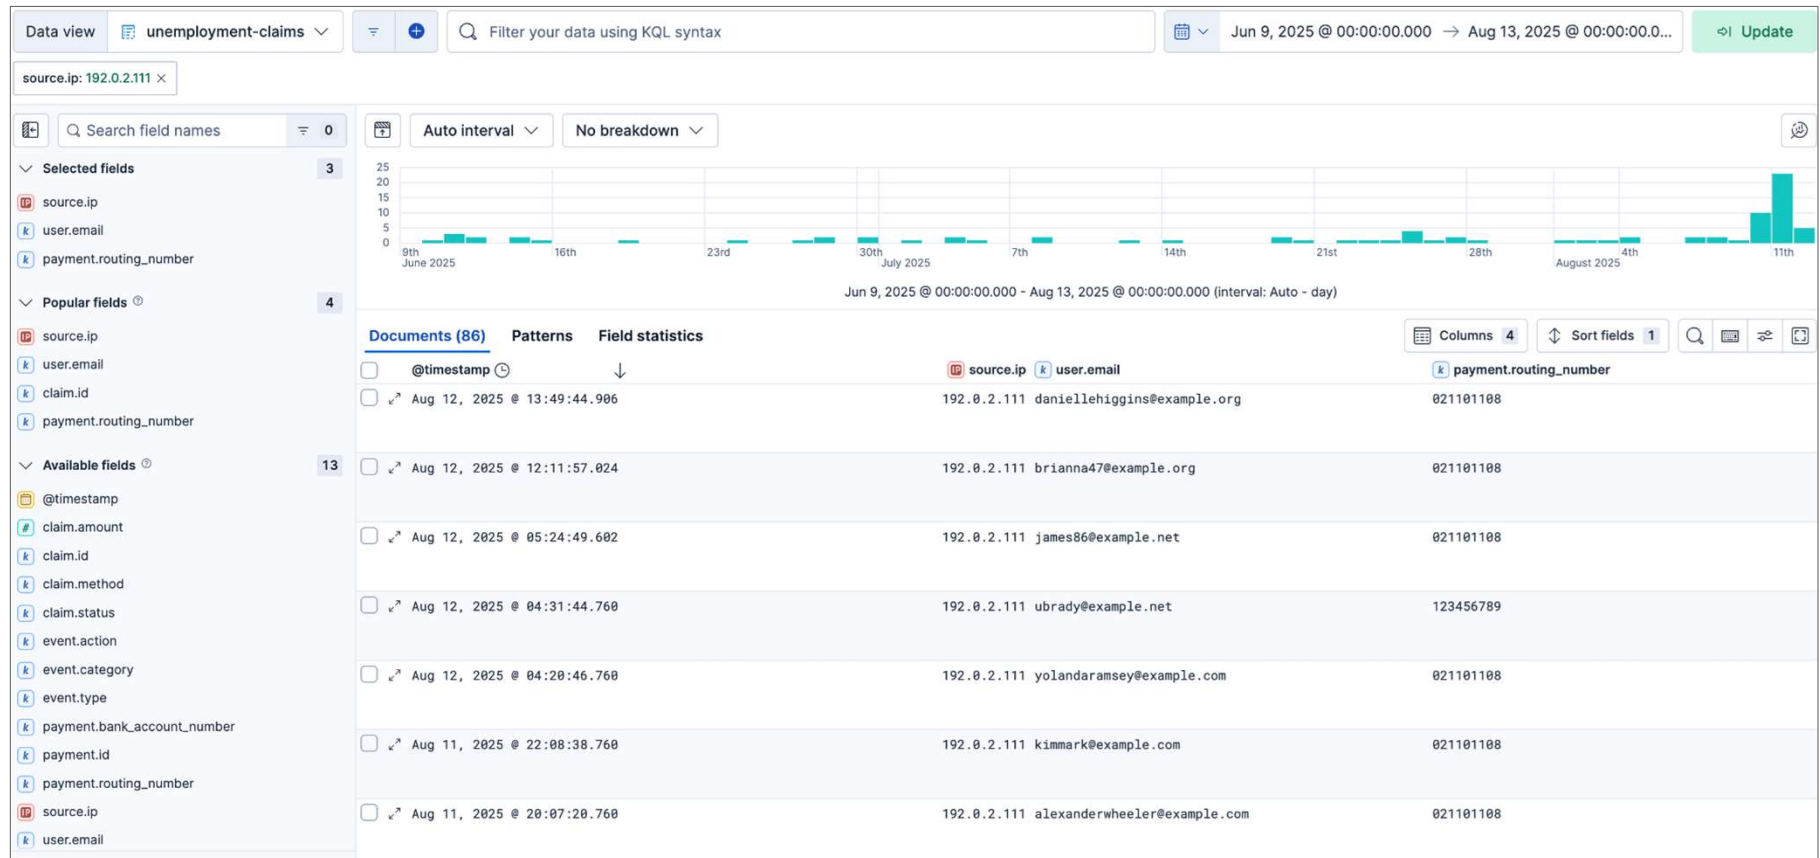 Data view unemployment-claims Filter your data using KQL syntax Jun 9, 2025 @ 00:00:00.000 → Aug 13, 2025 @ 00:00:00.0... Update
source.ip: 192.0.2.111 ×
Search field names 0
Selected fields 3
source.ip
user.email
payment.routing_number
Popular fields 4
source.ip
user.email
claim.id
payment.routing_number
Available fields 13
@timestamp
claim.amount
claim.id
claim.method
claim.status
event.action
event.category
event.type
payment.bank_account_number
payment.id
payment.routing_number
source.ip
user.email
Auto interval No breakdown
25
20
15
10
5
0
9th 16th 23rd 30th 7th 14th 21st 28th 4th 11th
June 2025 July 2025 August 2025
Jun 9, 2025 @ 00:00:00.000 - Aug 13, 2025 @ 00:00:00.000 (interval: Auto - day)
Documents (86) Patterns Field statistics Columns 4 Sort fields 1
@timestamp source.ip user.email payment.routing_number
Aug 12, 2025 @ 13:49:44.906 192.0.2.111 daniellehiggins@example.org 021101108
Aug 12, 2025 @ 12:11:57.024 192.0.2.111 brianna47@example.org 021101108
Aug 12, 2025 @ 05:24:49.602 192.0.2.111 james86@example.net 021101108
Aug 12, 2025 @ 04:31:44.760 192.0.2.111 ubrady@example.net 123456789
Aug 12, 2025 @ 04:20:46.760 192.0.2.111 yolandaramsey@example.com 021101108
Aug 11, 2025 @ 22:08:38.760 192.0.2.111 kimmark@example.com 021101108
Aug 11, 2025 @ 20:07:20.760 192.0.2.111 alexanderwheeler@example.com 021101108